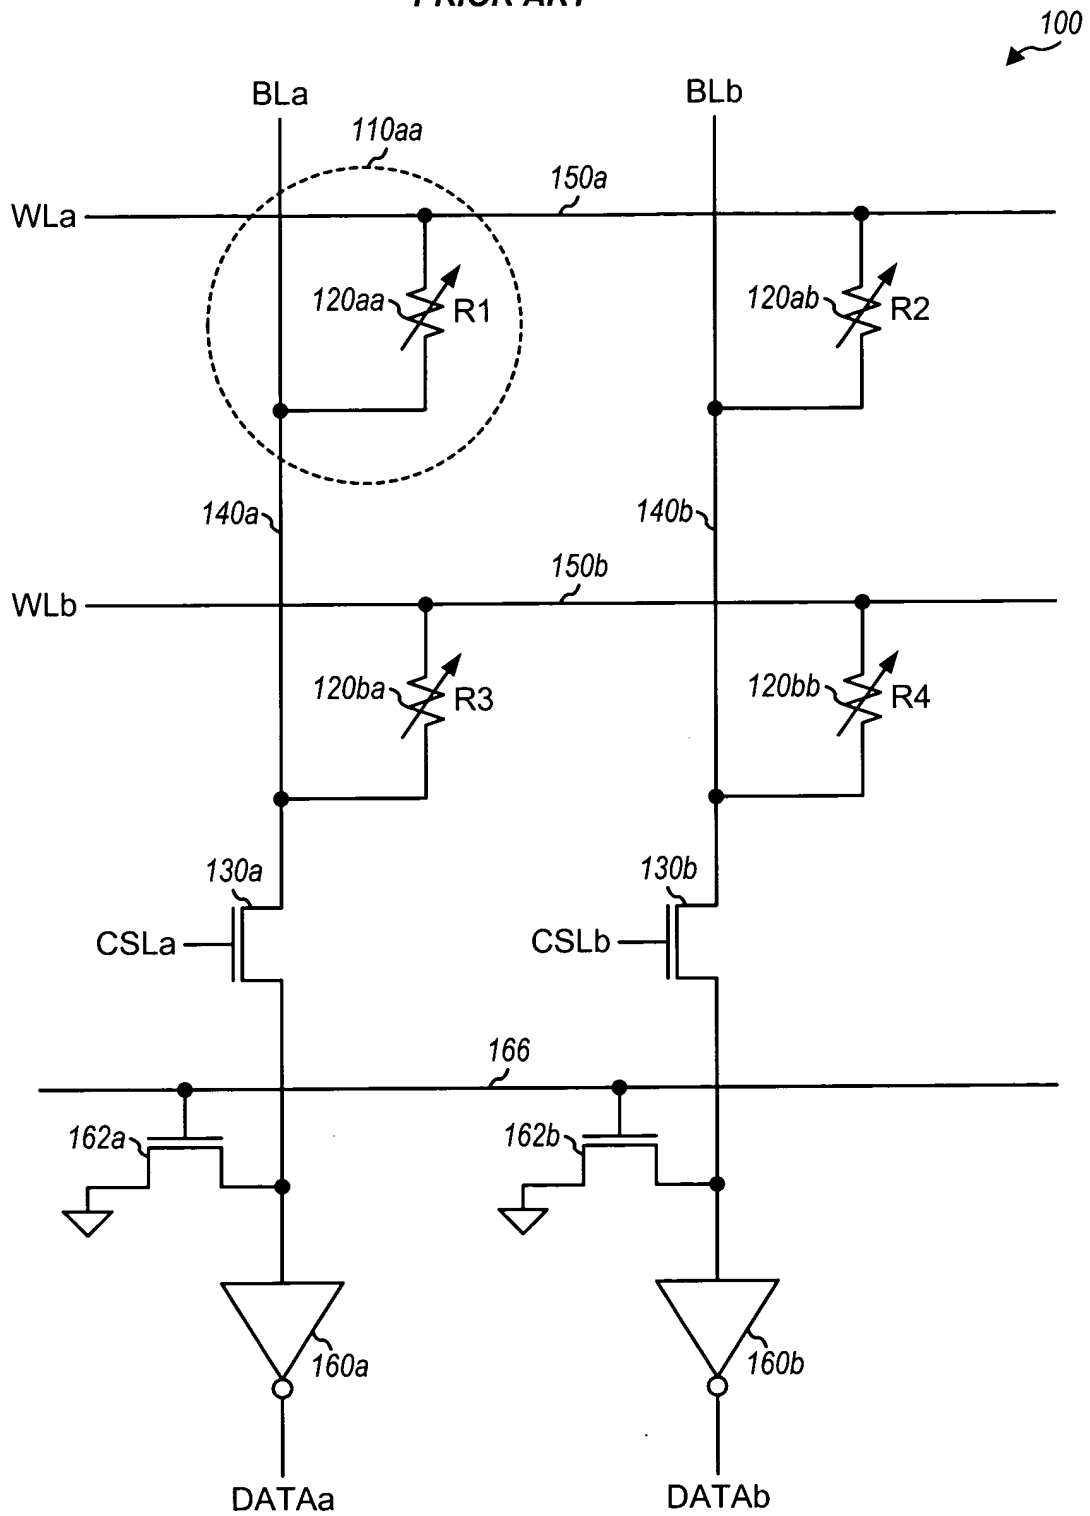 PRIOR ART
100
BLa
BLb
110aa
150a
WLa
120aa
R1
120ab
R2
140a
140b
150b
WLb
120ba
R3
120bb
R4
130a
130b
CSLa
CSLb
166
162a
162b
160a
160b
DATAa
DATAb